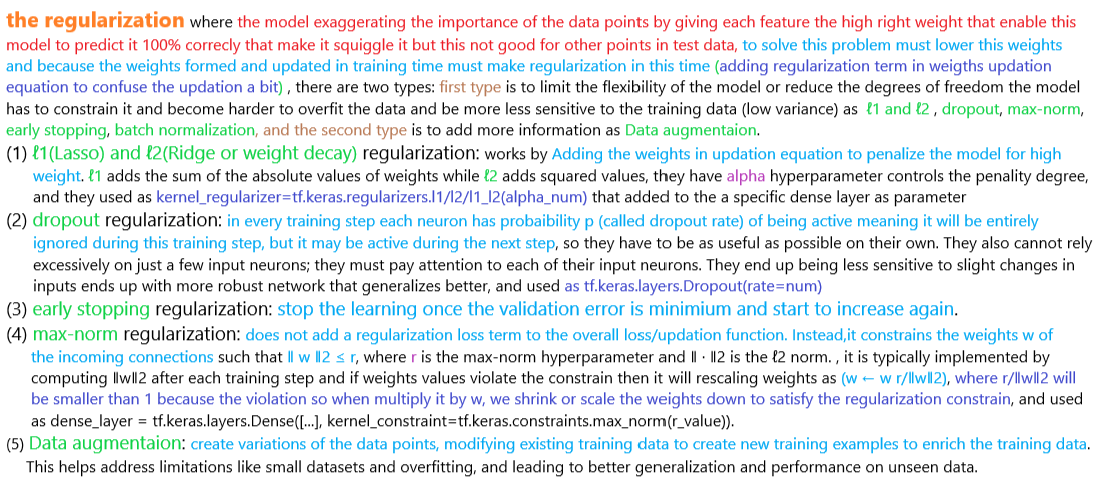 the regularization where the model exaggerating the importance of the data points by giving each feature the high right weight that enable this
model to predict it 100% correcly that make it squiggle it but this not good for other points in test data, to solve this problem must lower this weights
and because the weights formed and updated in training time must make regularization in this time (adding regularization term in weigths updation
equation to confuse the updation a bit) , there are two types: first type is to limit the flexibility of the model or reduce the degrees of freedom the model
has to constrain it and become harder to overfit the data and be more less sensitive to the training data (low variance) as ℓ1 and ℓ2 , dropout, max-norm,
early stopping, batch normalization, and the second type is to add more information as Data augmentaion.
(1) ℓ1(Lasso) and ℓ2(Ridge or weight decay) regularization: works by Adding the weights in updation equation to penalize the model for high
weight. ℓ1 adds the sum of the absolute values of weights while ℓ2 adds squared values, they have alpha hyperparameter controls the penality degree,
and they used as kernel_regularizer=tf.keras.regularizers.l1/l2/l1_l2(alpha_num) that added to the a specific dense layer as parameter
(2) dropout regularization: in every training step each neuron has probaibility p (called dropout rate) of being active meaning it will be entirely
ignored during this training step, but it may be active during the next step, so they have to be as useful as possible on their own. They also cannot rely
excessively on just a few input neurons; they must pay attention to each of their input neurons. They end up being less sensitive to slight changes in
inputs ends up with more robust network that generalizes better, and used as tf.keras.layers.Dropout(rate=num)
(3) early stopping regularization: stop the learning once the validation error is minimium and start to increase again.
(4) max-norm regularization: does not add a regularization loss term to the overall loss/updation function. Instead,it constrains the weights w of
the incoming connections such that ‖ w ‖2 ≤ r, where r is the max-norm hyperparameter and ‖ · ‖2 is the ℓ2 norm. , it is typically implemented by
computing ‖w‖2 after each training step and if weights values violate the constrain then it will rescaling weights as (w ← w r/‖w‖2), where r/‖w‖2 will
be smaller than 1 because the violation so when multiply it by w, we shrink or scale the weights down to satisfy the regularization constrain, and used
as dense_layer = tf.keras.layers.Dense([...], kernel_constraint=tf.keras.constraints.max_norm(r_value)).
(5) Data augmentaion: create variations of the data points, modifying existing training data to create new training examples to enrich the training data.
This helps address limitations like small datasets and overfitting, and leading to better generalization and performance on unseen data.